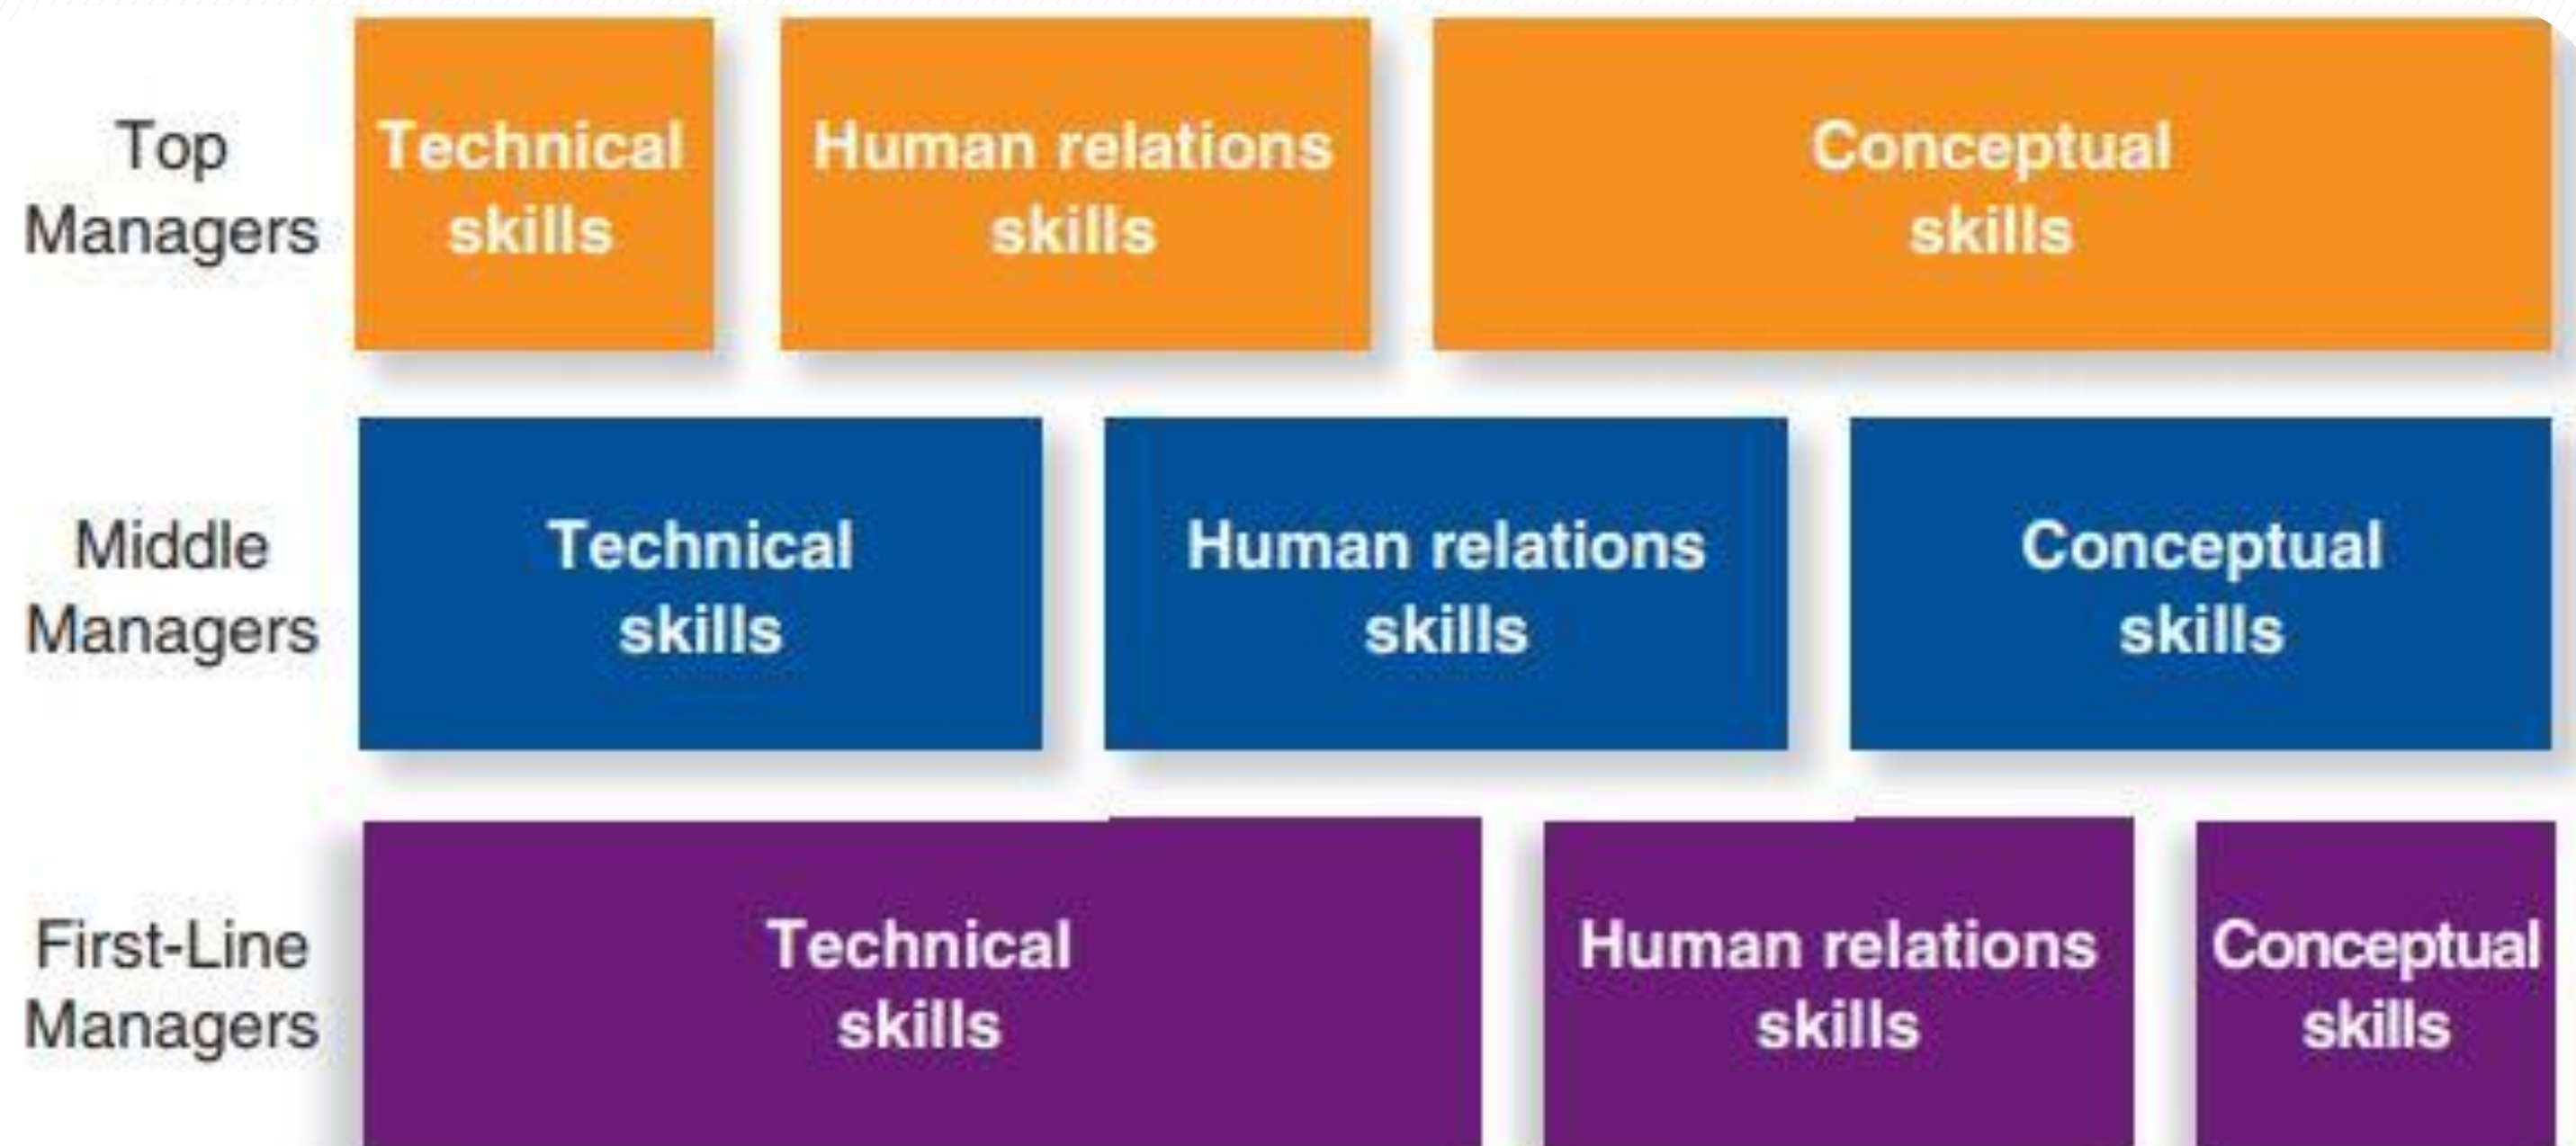 Top
Managers
Technical
skills
Human relations
skills
Conceptual
skills
Middle
Managers
Technical
skills
Human relations
skills
Conceptual
skills
First-Line
Managers
Technical
skills
Human relations
skills
Conceptual
skills